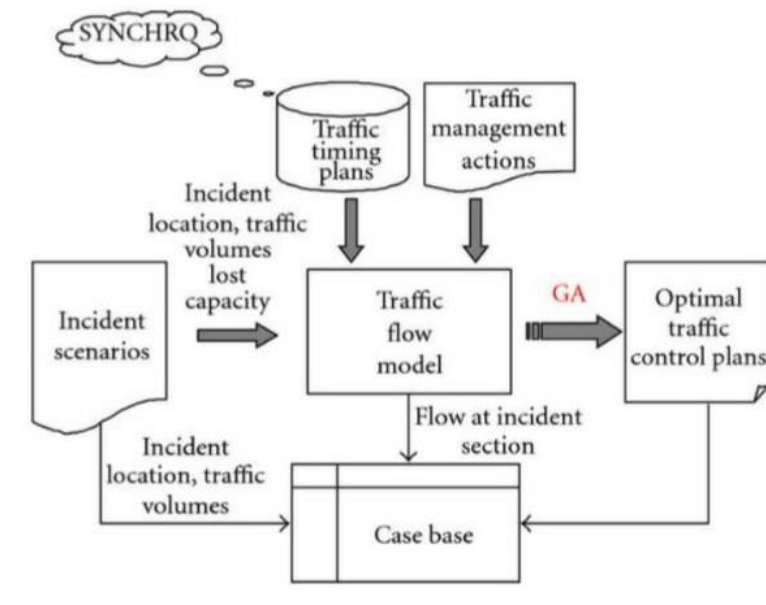 SYNCHRO
Traffic
timing
plans
Traffic
management
actions
Incident
location, traffic
volumes
lost
capacity
Incident
scenarios
Traffic
flow
model
GA
Optimal
traffic
control plans
Flow at incident
section
Incident
location, traffic
volumes
Case base